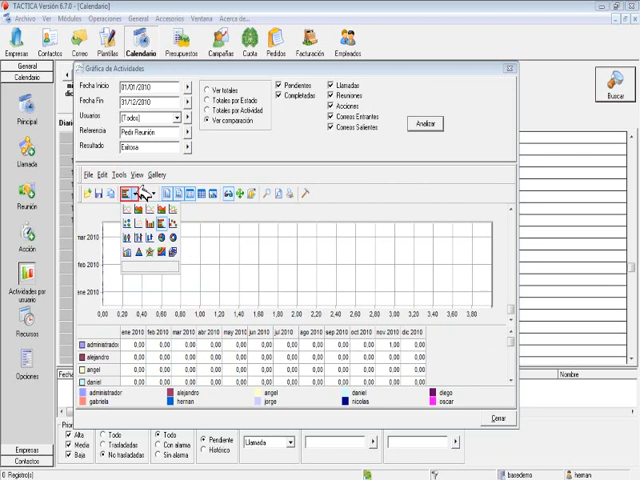 TACTICA Versión 6.7.0 - [Calendario]
Archivo Ver Módulos Operaciones General Accesorios Ventana Acerca de...
Empresas Contactos Correo Plantillas Calendario Presupuestos Campañas Cuota Pedidos Facturación Empleados
General
Calendario
Principal
Llamada
Reunión
Acción
Actividades por usuario
Recursos
Opciones
Empresas
Contactos
Buscar
Gráfica de Actividades
Fecha Inicio 01/01/2010
Fecha Fin 31/12/2010
Usuarios (Todos)
Referencia Pedir Reunión
Resultado Exitosa
Ver totales
Totales por Estado
Totales por Actividad
Ver comparación
Pendientes
Completadas
Llamadas
Reuniones
Acciones
Correos Entrantes
Correos Salientes
Analizar
File Edit Tools View Gallery
mar 2010
feb 2010
ene 2010
0,00 0,20 0,40 0,60 0,80 1,00 1,20 1,40 1,60 1,80 2,00 2,20 2,40 2,60 2,80 3,00 3,20 3,40 3,60 3,80
ene 2010 feb 2010 mar 2010 abr 2010 may 2010 jun 2010 jul 2010 ago 2010 sep 2010 oct 2010 nov 2010 dic 2010
administrador 0,00 0,00 0,00 0,00 0,00 0,00 0,00 0,00 0,00 0,00 1,00 0,00
alejandro 0,00 0,00 0,00 0,00 0,00 0,00 0,00 0,00 0,00 0,00 0,00 0,00
angel 0,00 0,00 0,00 0,00 0,00 0,00 0,00 0,00 0,00 0,00 0,00 0,00
daniel 0,00 0,00 0,00 0,00 0,00 0,00 0,00 0,00 0,00 0,00 0,00 0,00
administrador alejandro angel daniel diego
gabriela hernan jorge nicolas oscar
Cerrar
Nombre
Alta
Media
Baja
Todo
Trasladadas
No trasladadas
Todo
Con alarma
Sin alarma
Pendiente
Histórico
Llamada
0 Registro(s)
basedemo
hernan